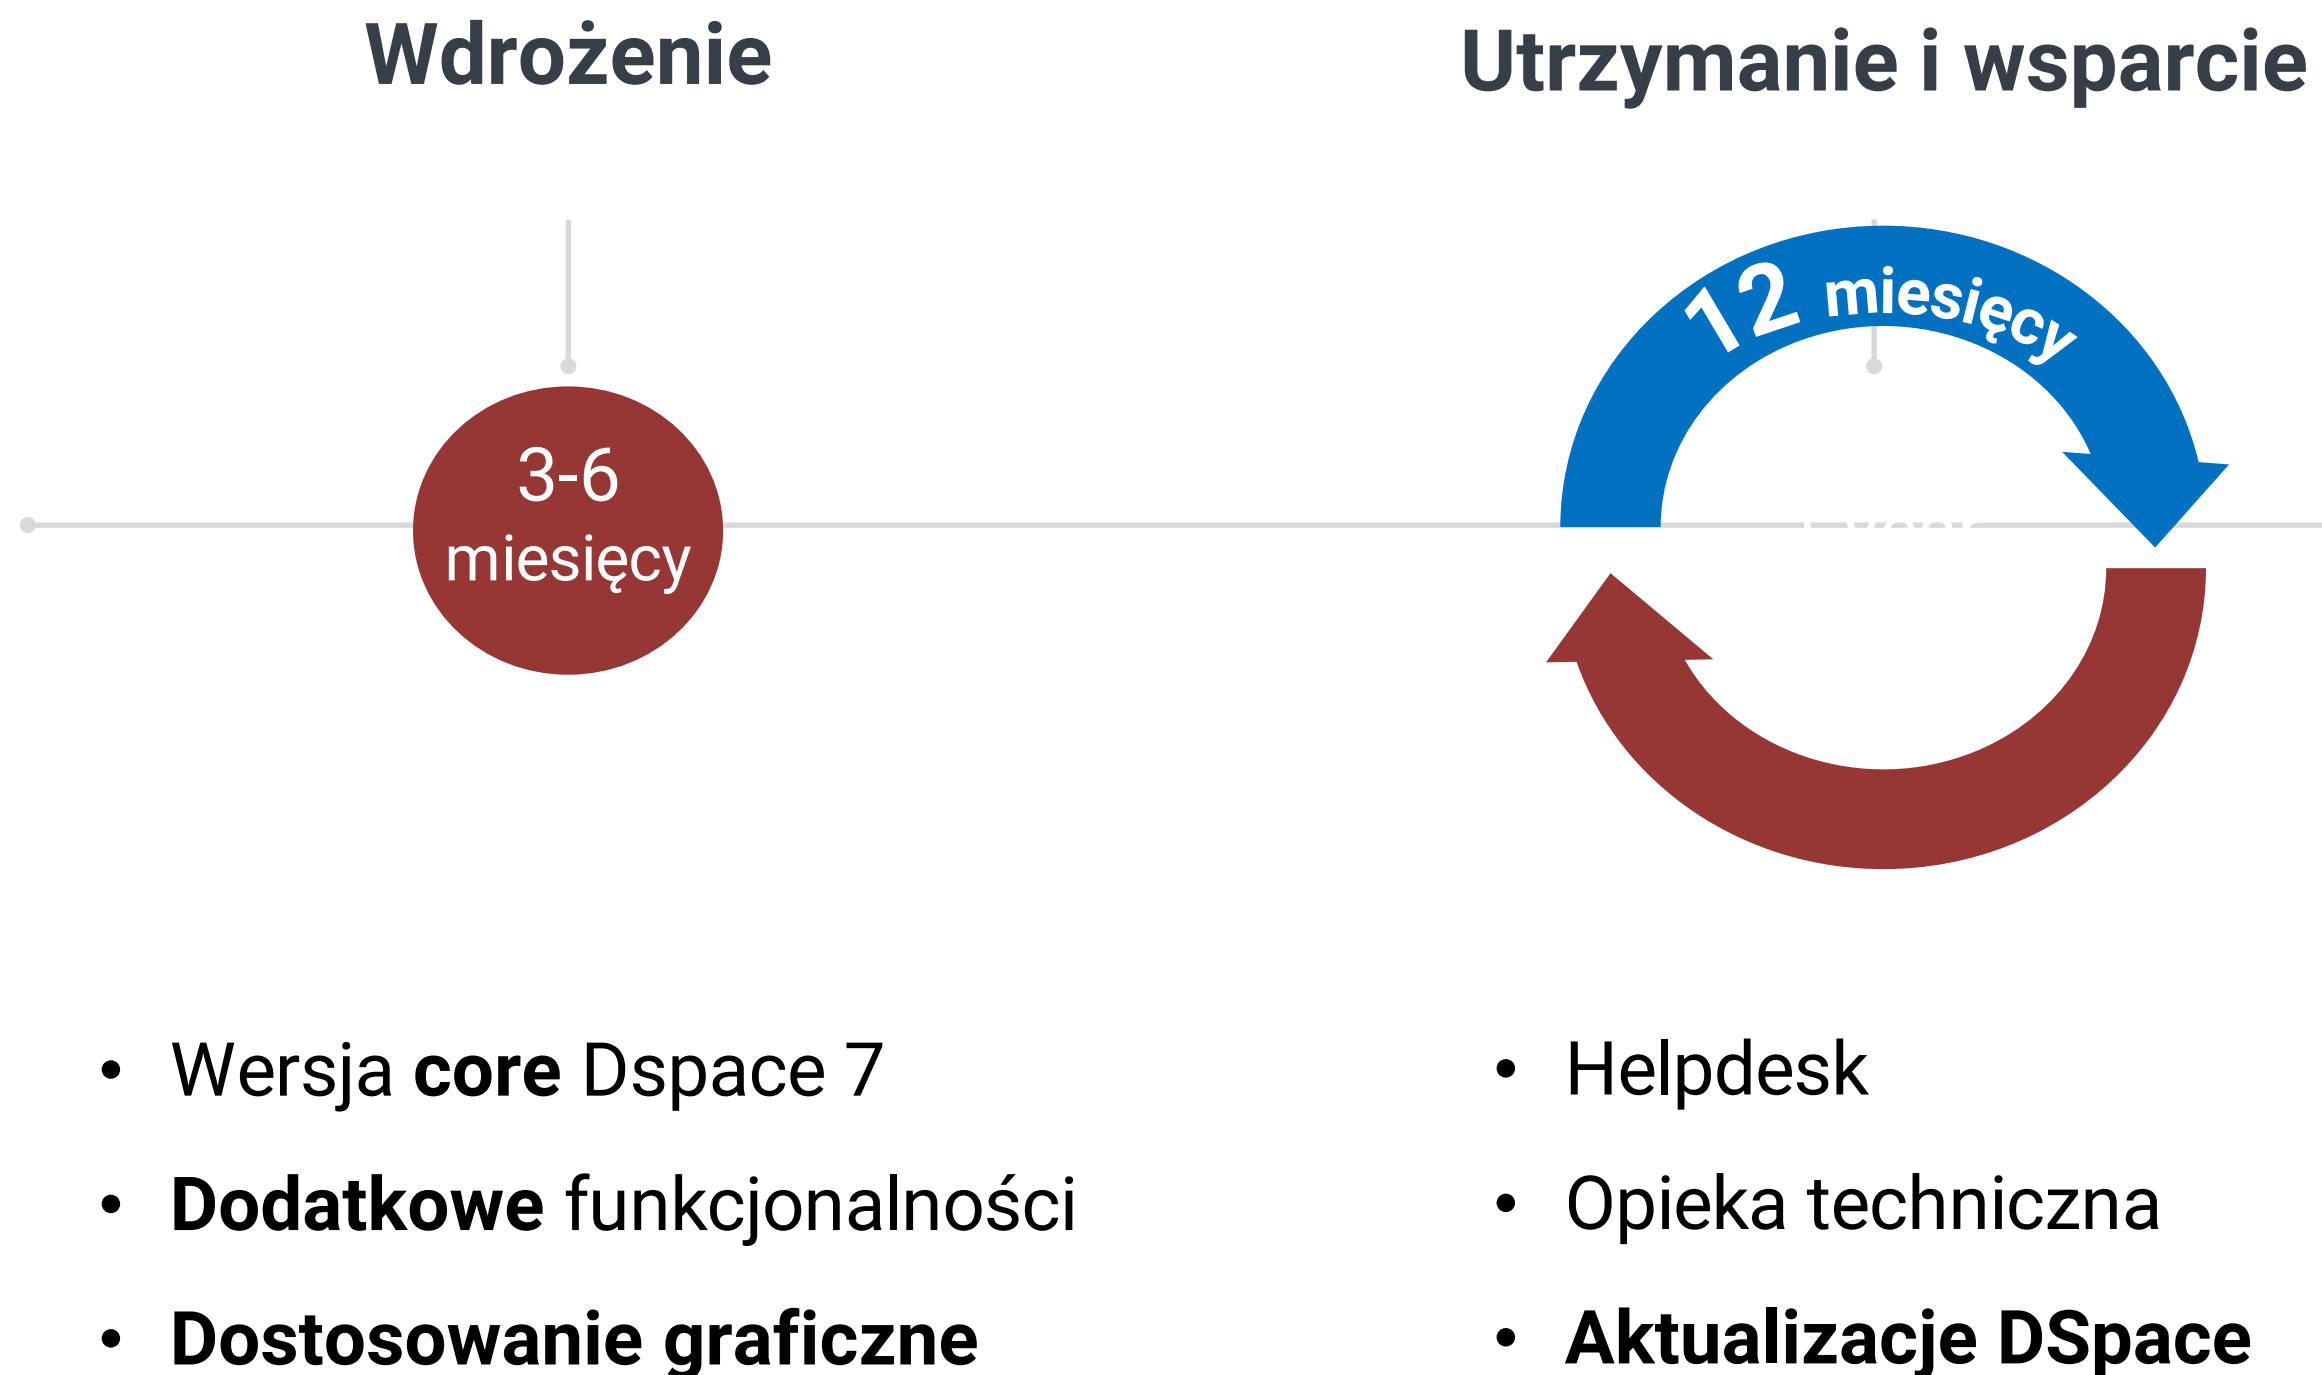 Wdrożenie
Utrzymanie i wsparcie
12 miesięcy
3-6
miesięcy
• Wersja core Dspace 7
• Dodatkowe funkcjonalności
• Dostosowanie graficzne
• Helpdesk
• Opieka techniczna
• Aktualizacje DSpace